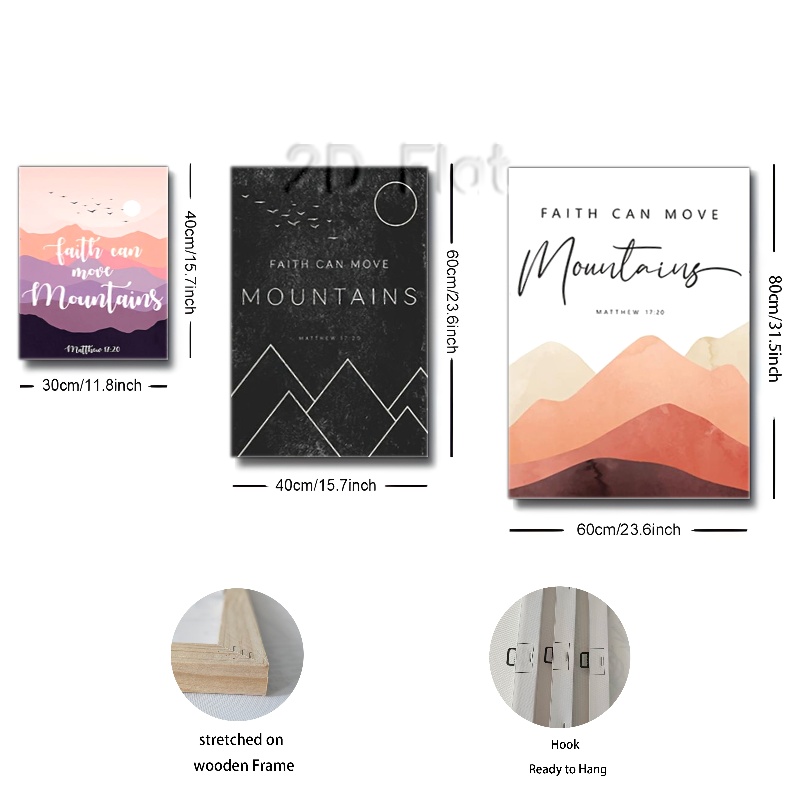 2D Flat
Faith can
move
Mountains
Matthew 17:20
40cm/15.7inch
30cm/11.8inch
FAITH CAN MOVE
MOUNTAINS
MATTHEW 17:20
60cm/23.6inch
40cm/15.7inch
FAITH CAN MOVE
Mountains
MATTHEW 17:20
80cm/31.5inch
60cm/23.6inch
stretched on
wooden Frame
Hook
Ready to Hang